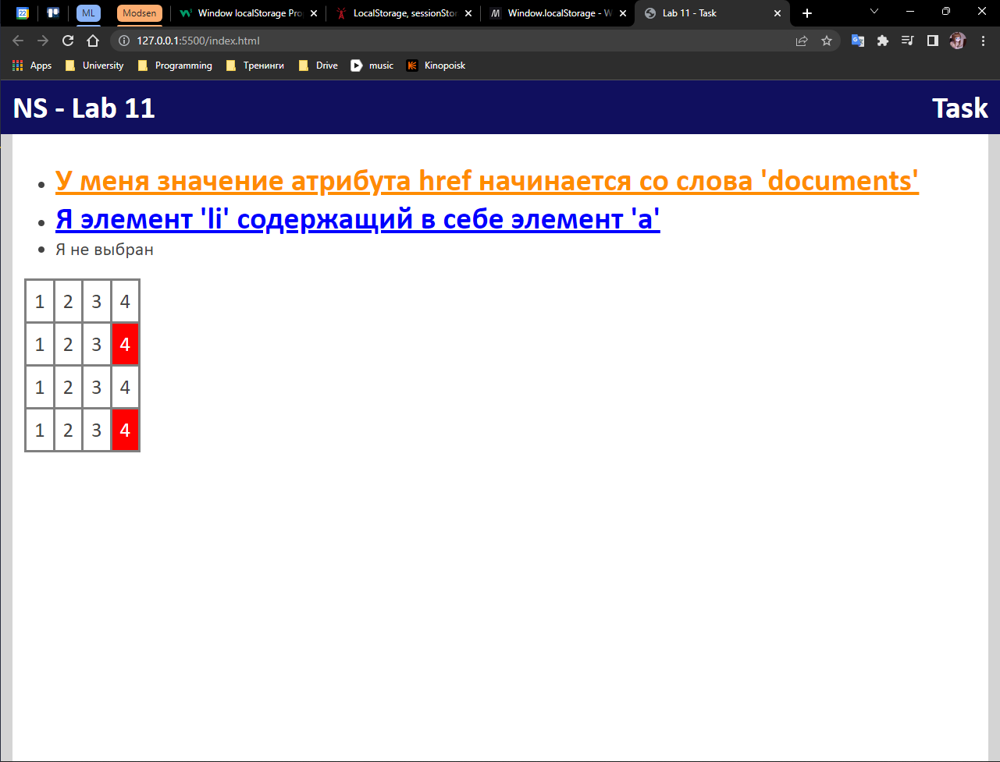 22 ML Modsen Window localStorage Pro LocalStorage, sessionStor Window.localStorage - W Lab 11 - Task
127.0.0.1:5500/index.html
Apps University Programming Тренинги Drive music Kinopoisk
NS - Lab 11 Task
У меня значение атрибута href начинается со слова 'documents'
Я элемент 'li' содержащий в себе элемент 'a'
Я не выбран
1 2 3 4
1 2 3 4
1 2 3 4
1 2 3 4